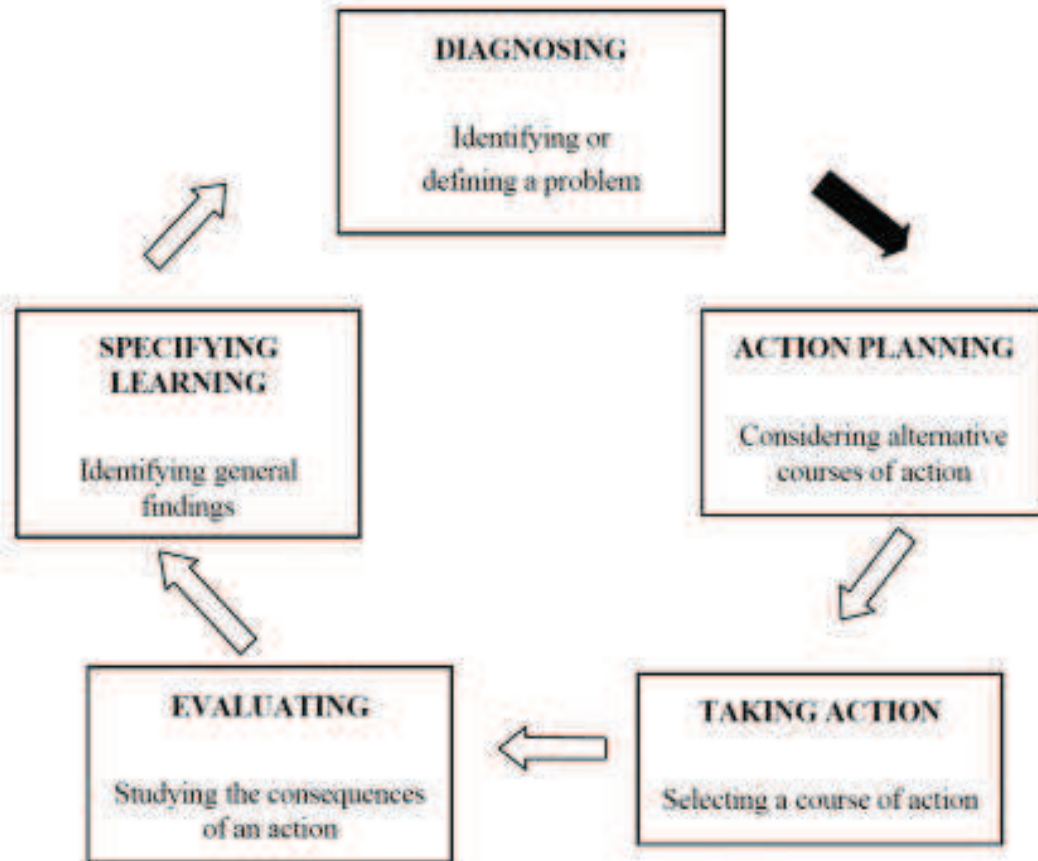 DIAGNOSING
Identifying or
defining a problem
ACTION PLANNING
Considering alternative
courses of action
TAKING ACTION
Selecting a course of action
EVALUATING
Studying the consequences
of an action
SPECIFYING
LEARNING
Identifying general
findings